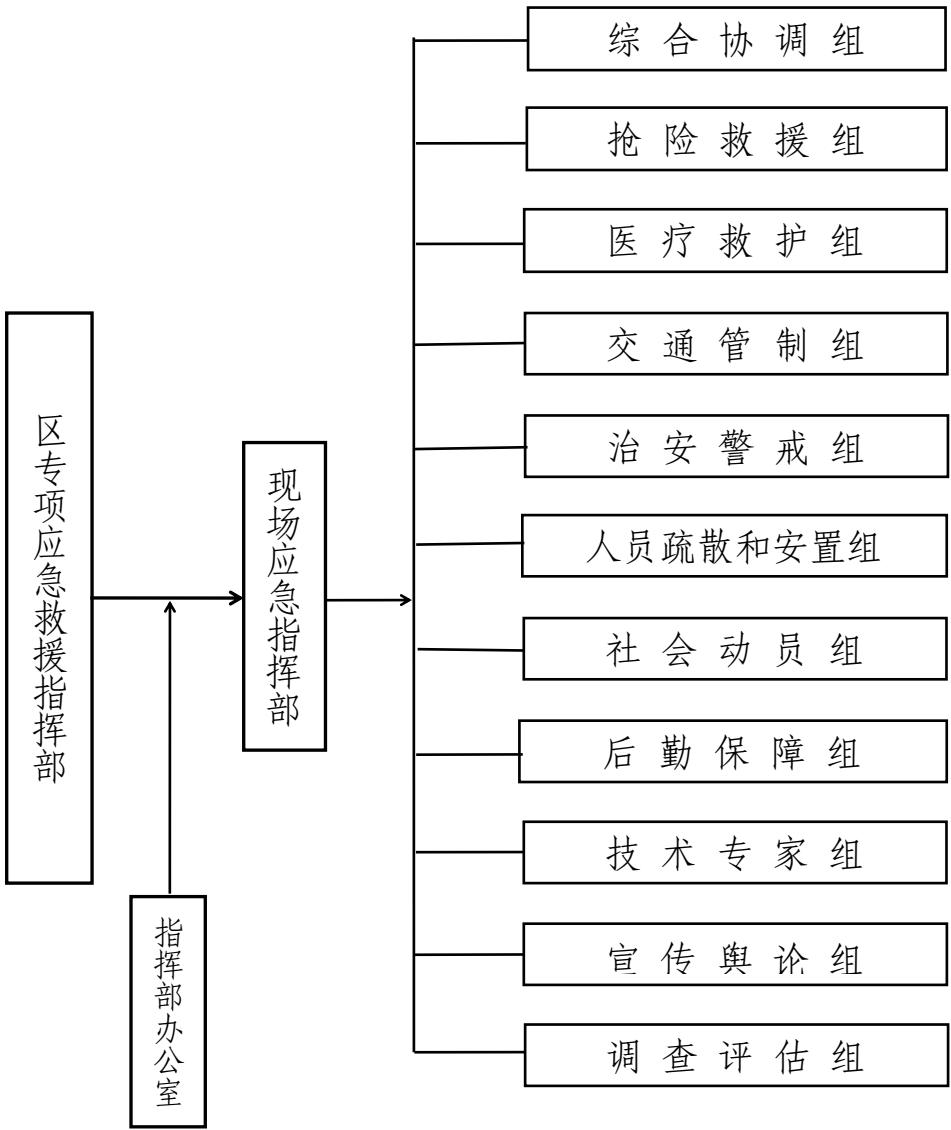 区专项应急救援指挥部
指挥部办公室
现场应急指挥部
综合协调组
抢险救援组
医疗救护组
交通管制组
治安警戒组
人员疏散和安置组
社会动员组
后勤保障组
技术专家组
宣传舆论组
调查评估组